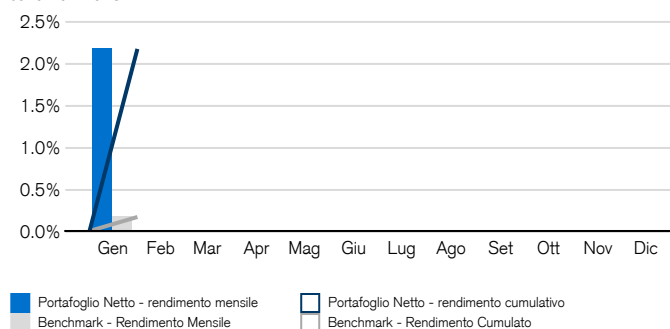 2.5%
2.0%
1.5%
1.0%
0.5%
0.0%
Gen Feb Mar Apr Mag Giu Lug Ago Set Ott Nov Dic
Portafoglio Netto - rendimento mensile
Portafoglio Netto - rendimento cumulativo
Benchmark - Rendimento Mensile
Benchmark - Rendimento Cumulato